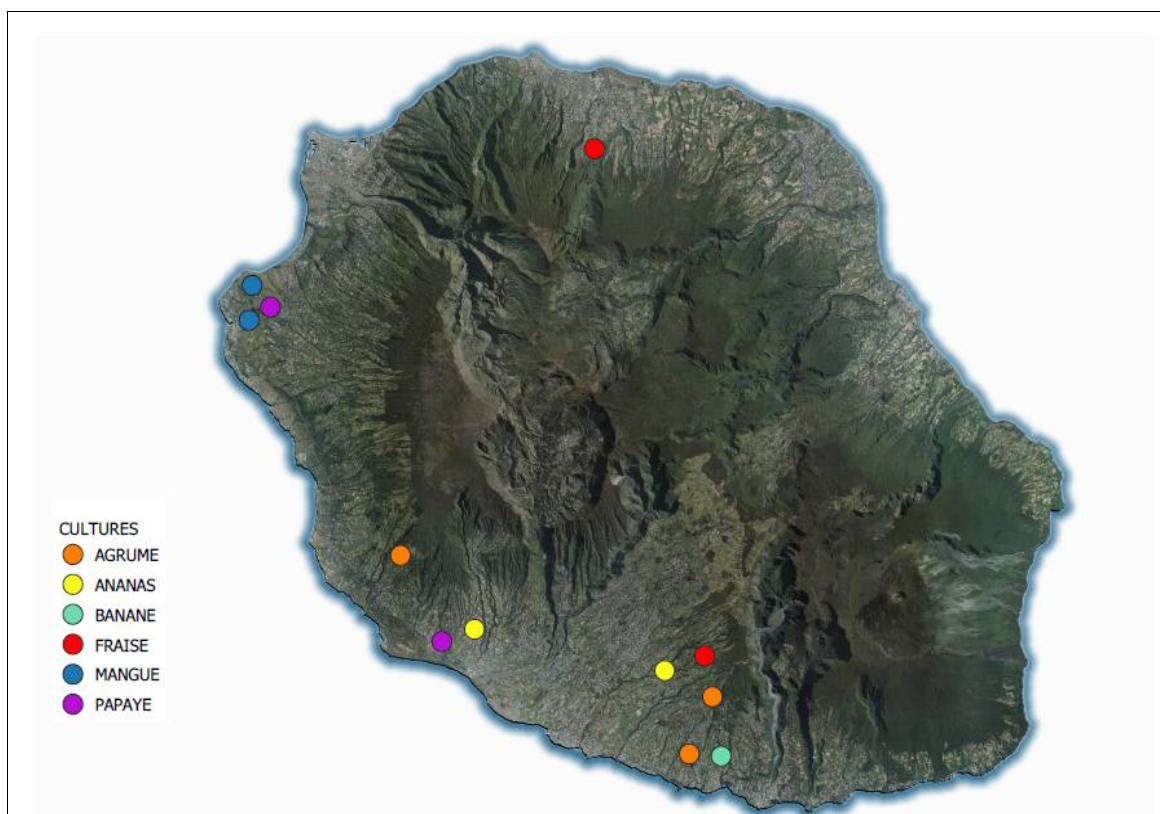 CULTURES
AGRUME
ANANAS
BANANE
FRAISE
MANGUE
PAPAYE